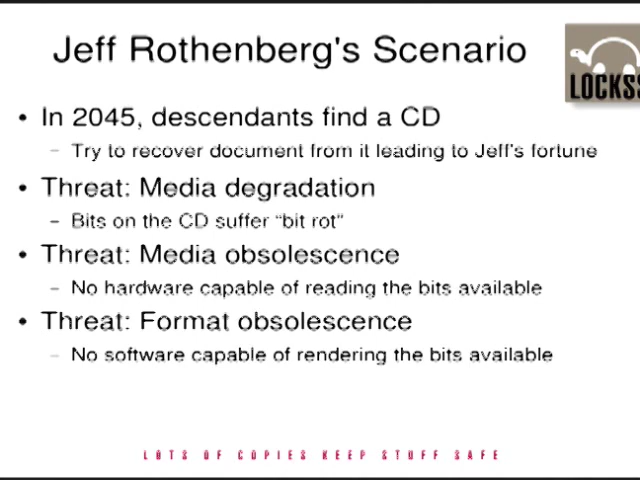 Jeff Rothenberg's Scenario
LOCKSS
• In 2045, descendants find a CD
– Try to recover document from it leading to Jeff's fortune
• Threat: Media degradation
– Bits on the CD suffer "bit rot"
• Threat: Media obsolescence
– No hardware capable of reading the bits available
• Threat: Format obsolescence
– No software capable of rendering the bits available
LOTS OF COPIES KEEP STUFF SAFE